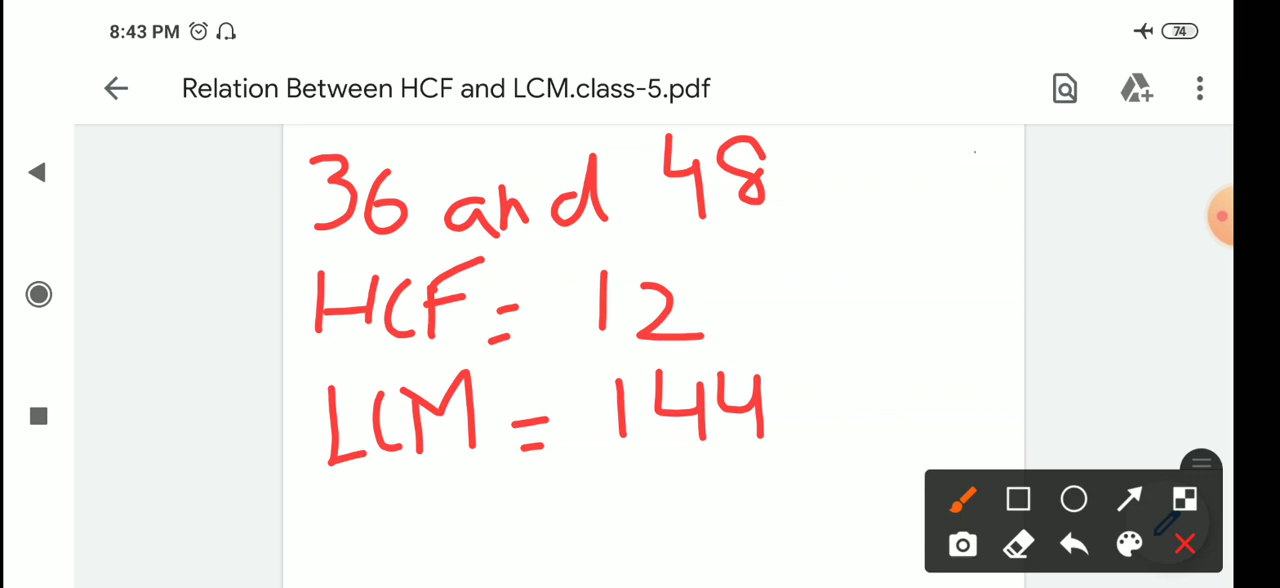 8:43 PM 74
Relation Between HCF and LCM.class-5.pdf
36 and 48
HCF = 12
LCM = 144